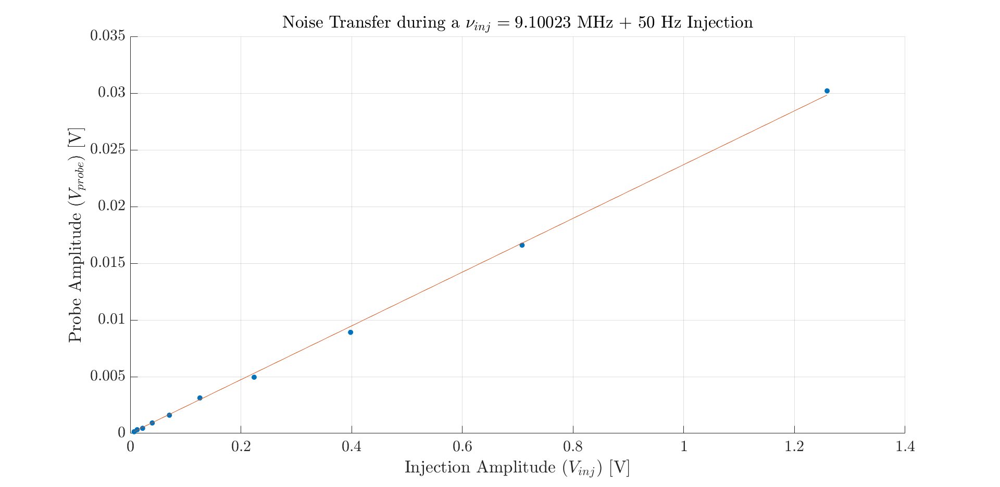 Noise Transfer during a ν_inj = 9.10023 MHz + 50 Hz Injection
0.035
0.03
0.025
0.02
0.015
0.01
0.005
0
Probe Amplitude (V_probe) [V]
0 0.2 0.4 0.6 0.8 1 1.2 1.4
Injection Amplitude (V_inj) [V]